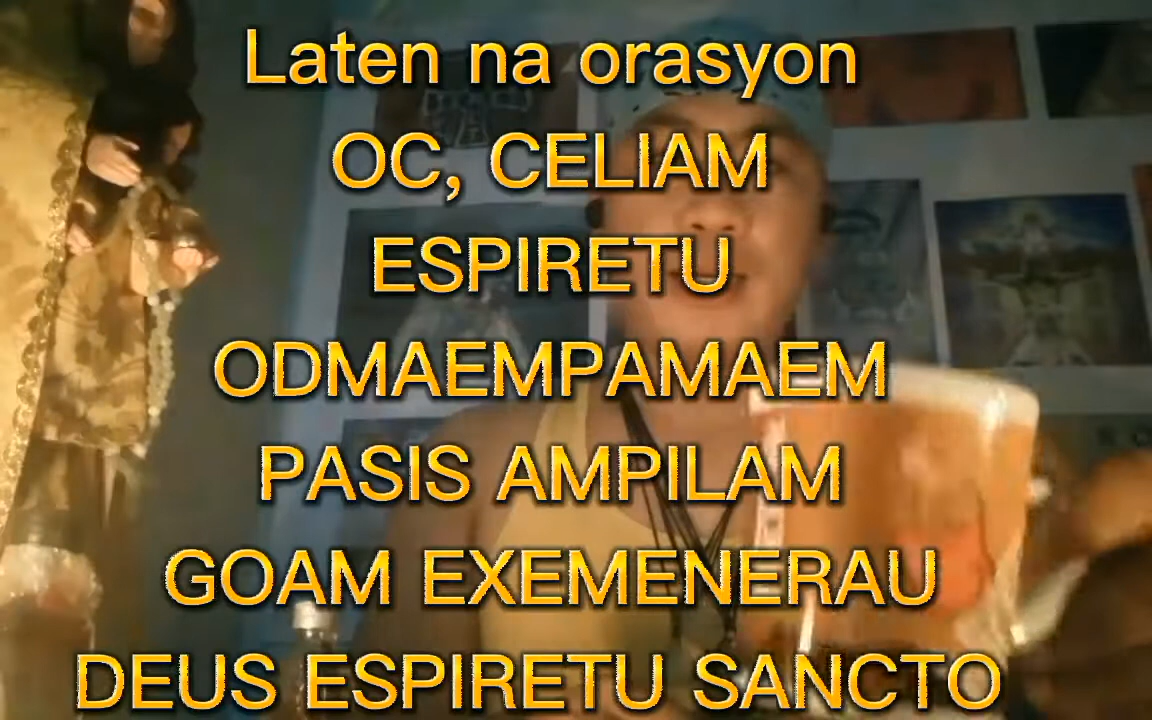 Laten na orasyon
OC, CELIAM
ESPIRETU
ODMAEMPAMAEM
PASIS AMPILAM
GOAM EXEMENERAU
DEUS ESPIRETU SANCTO